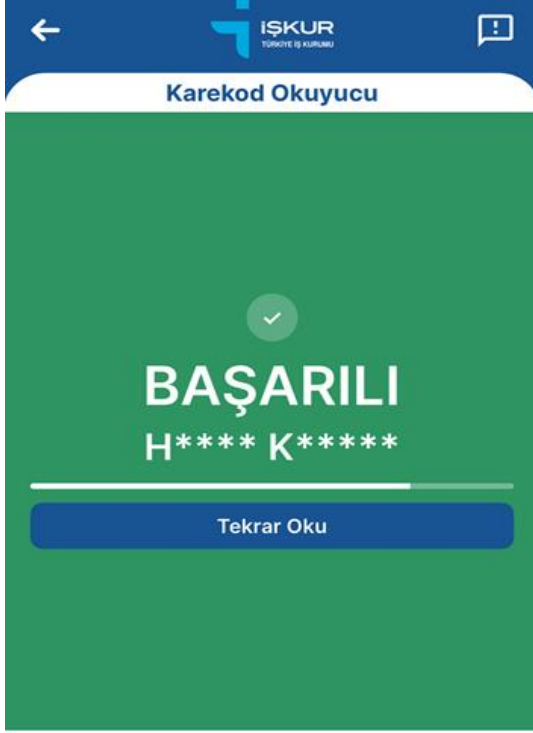 İŞKUR
TÜRKİYE İŞ KURUMU
Karekod Okuyucu
BAŞARILI
H**** K*****
Tekrar Oku